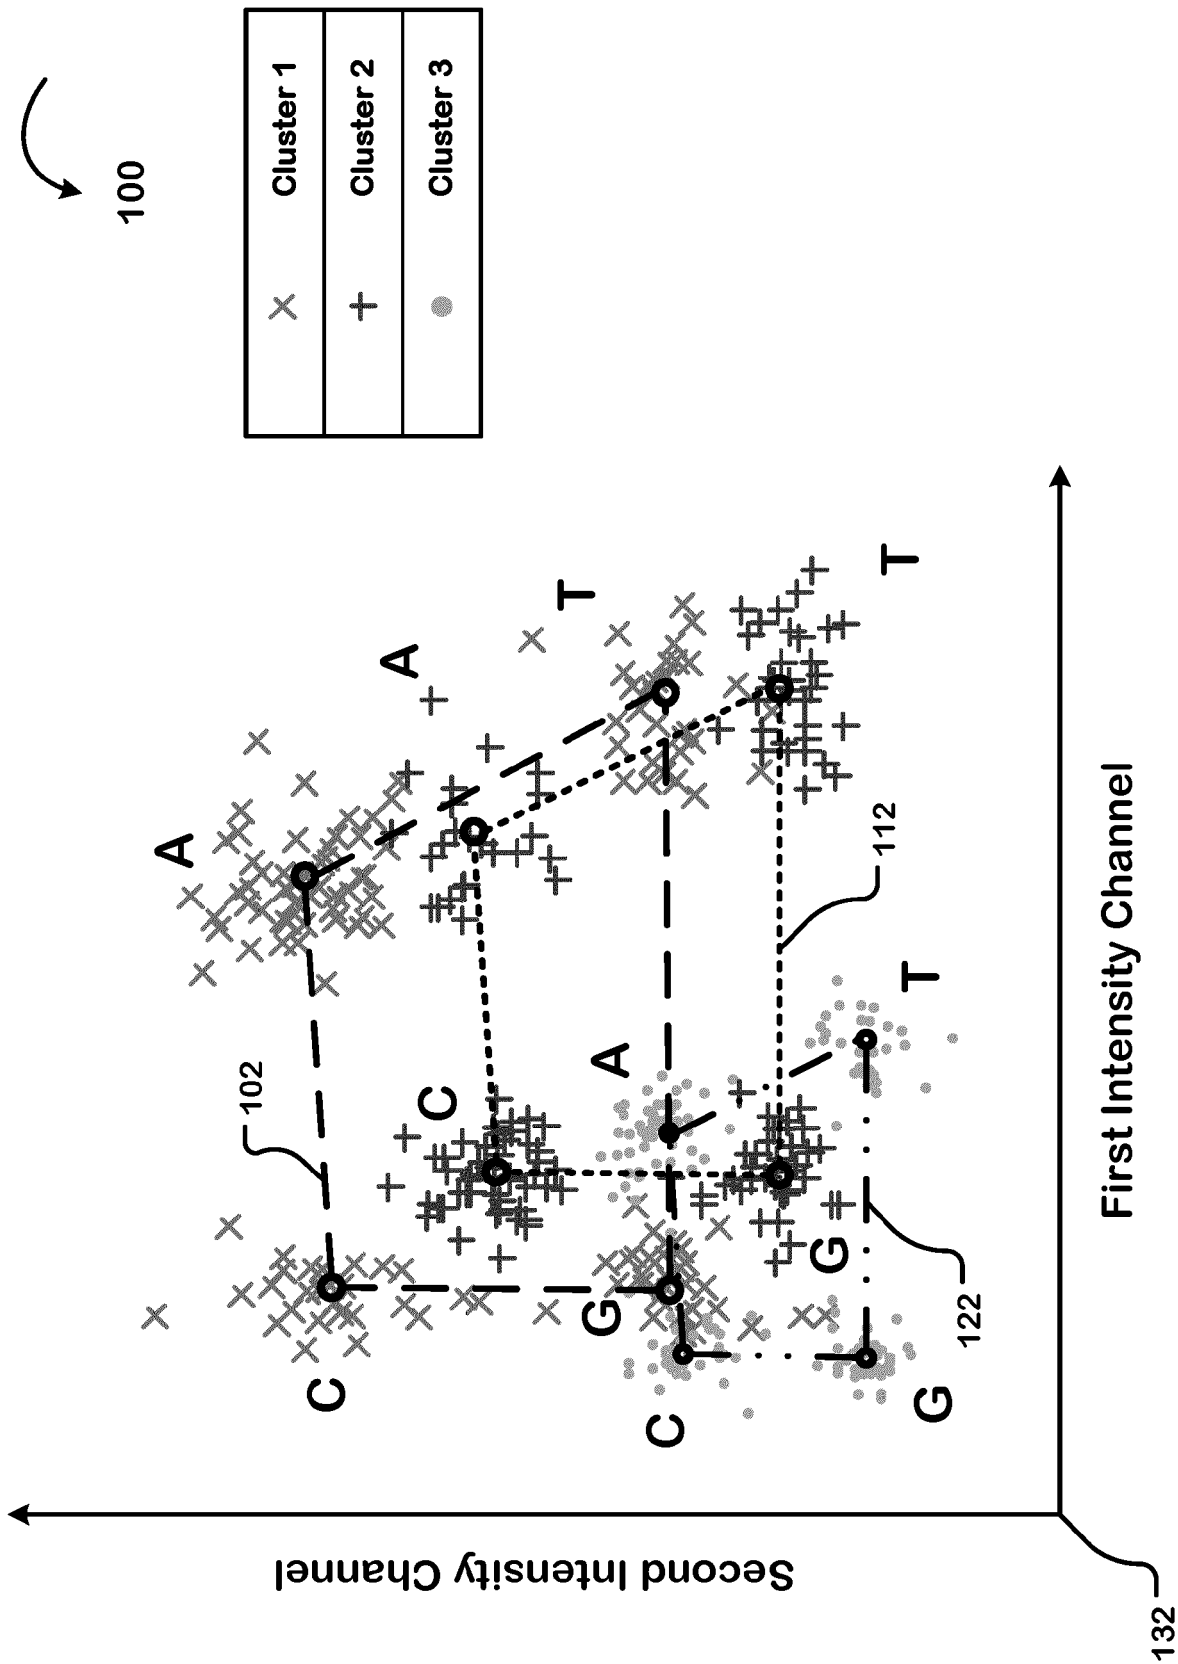 100
Cluster 1
Cluster 2
Cluster 3
A
A
T
T
102
C
C
A
112
G
G
T
C
G
122
Second Intensity Channel
First Intensity Channel
132